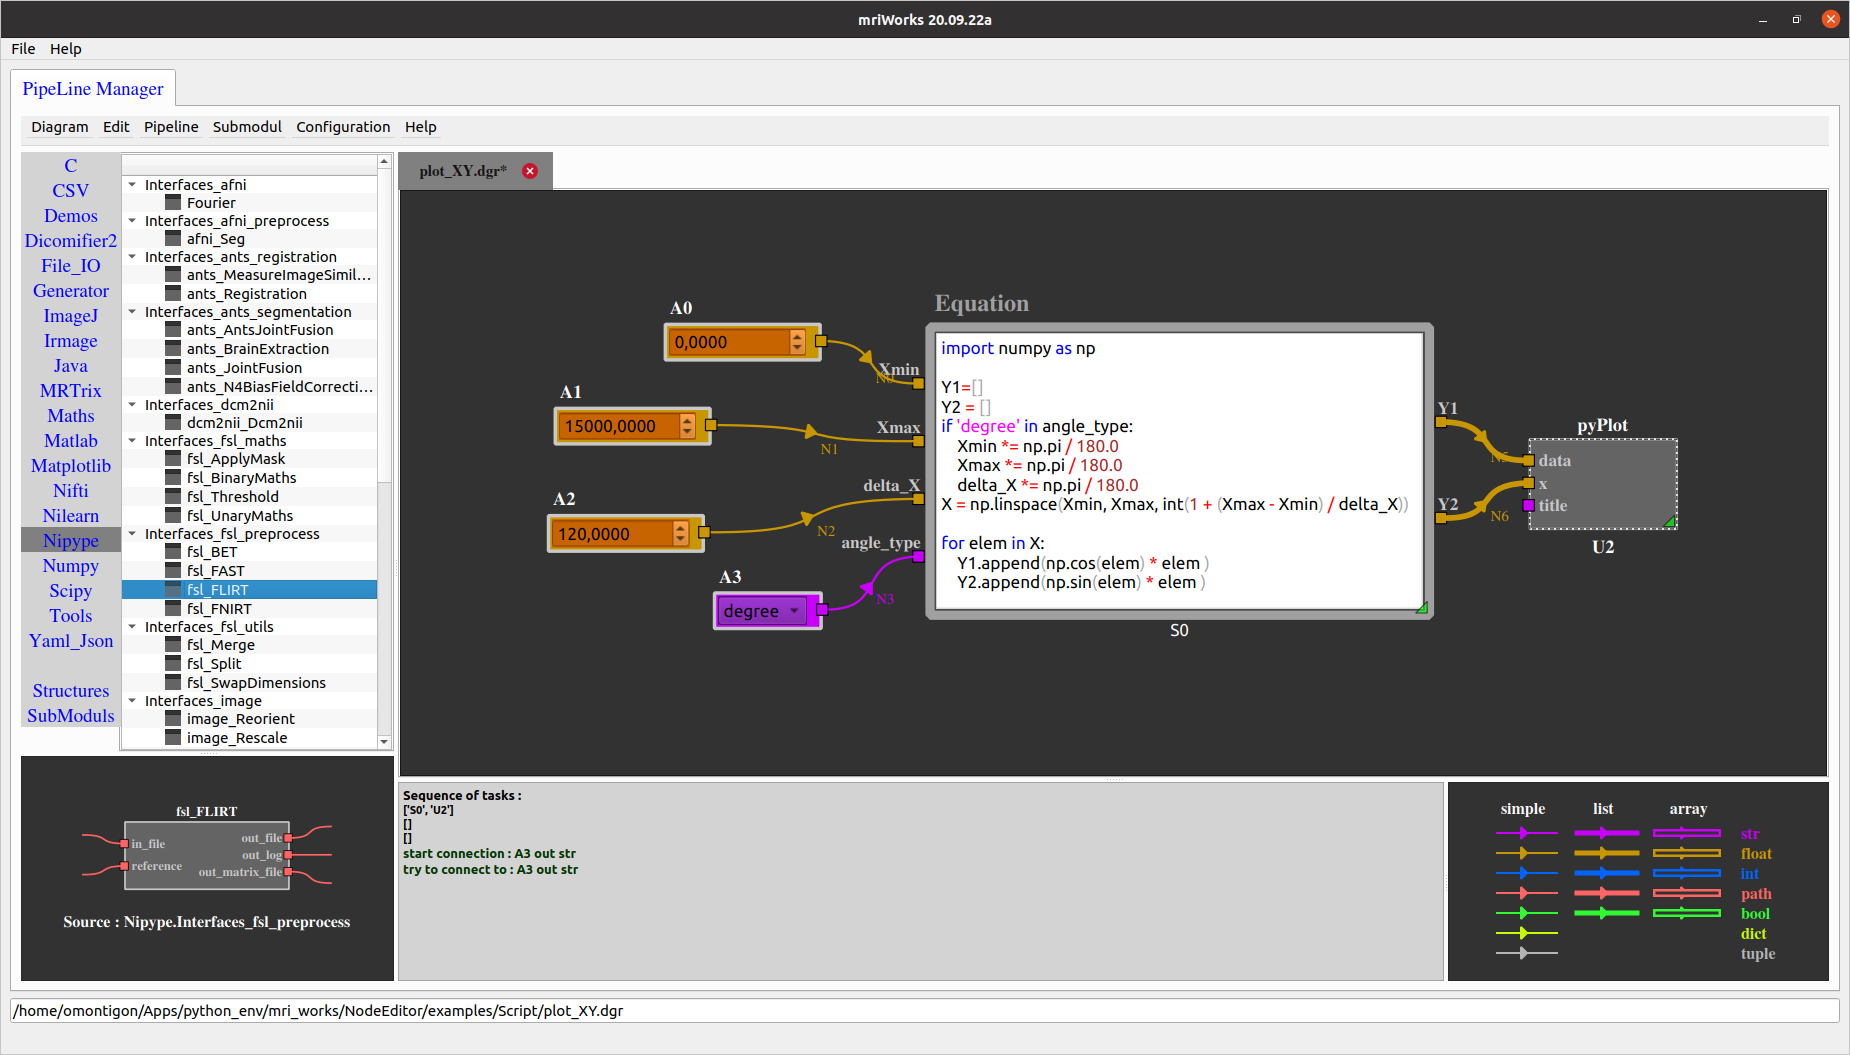 mriWorks 20.09.22a
File Help
PipeLine Manager
Diagram Edit Pipeline Submodul Configuration Help
C
CSV
Demos
Dicomifier2
File_IO
Generator
ImageJ
Irmage
Java
MRTrix
Maths
Matlab
Matplotlib
Nifti
Nilearn
Nipype
Numpy
Scipy
Tools
Yaml_Json
Structures
SubModuls
Interfaces_afni
Fourier
Interfaces_afni_preprocess
afni_Seg
Interfaces_ants_registration
ants_MeasureImageSimil...
ants_Registration
Interfaces_ants_segmentation
ants_AntsJointFusion
ants_BrainExtraction
ants_JointFusion
ants_N4BiasFieldCorrecti...
Interfaces_dcm2nii
dcm2nii_Dcm2nii
Interfaces_fsl_maths
fsl_ApplyMask
fsl_BinaryMaths
fsl_Threshold
fsl_UnaryMaths
Interfaces_fsl_preprocess
fsl_BET
fsl_FAST
fsl_FLIRT
fsl_FNIRT
Interfaces_fsl_utils
fsl_Merge
fsl_Split
fsl_SwapDimensions
Interfaces_image
image_Reorient
image_Rescale
plot_XY.dgr*
A0
0,0000
A1
15000,0000
A2
120,0000
A3
degree
N0
N1
N2
N3
Xmin
Xmax
delta_X
angle_type
Equation
import numpy as np
Y1=[]
Y2 = []
if 'degree' in angle_type:
Xmin *= np.pi / 180.0
Xmax *= np.pi / 180.0
delta_X *= np.pi / 180.0
X = np.linspace(Xmin, Xmax, int(1 + (Xmax - Xmin) / delta_X))
for elem in X:
Y1.append(np.cos(elem) * elem )
Y2.append(np.sin(elem) * elem )
S0
Y1
Y2
N5
N6
pyPlot
data
x
title
U2
fsl_FLIRT
in_file
reference
out_file
out_log
out_matrix_file
Source : Nipype.Interfaces_fsl_preprocess
Sequence of tasks :
['S0', 'U2']
[]
[]
start connection : A3 out str
try to connect to : A3 out str
simple list array
str
float
int
path
bool
dict
tuple
/home/omontigon/Apps/python_env/mri_works/NodeEditor/examples/Script/plot_XY.dgr